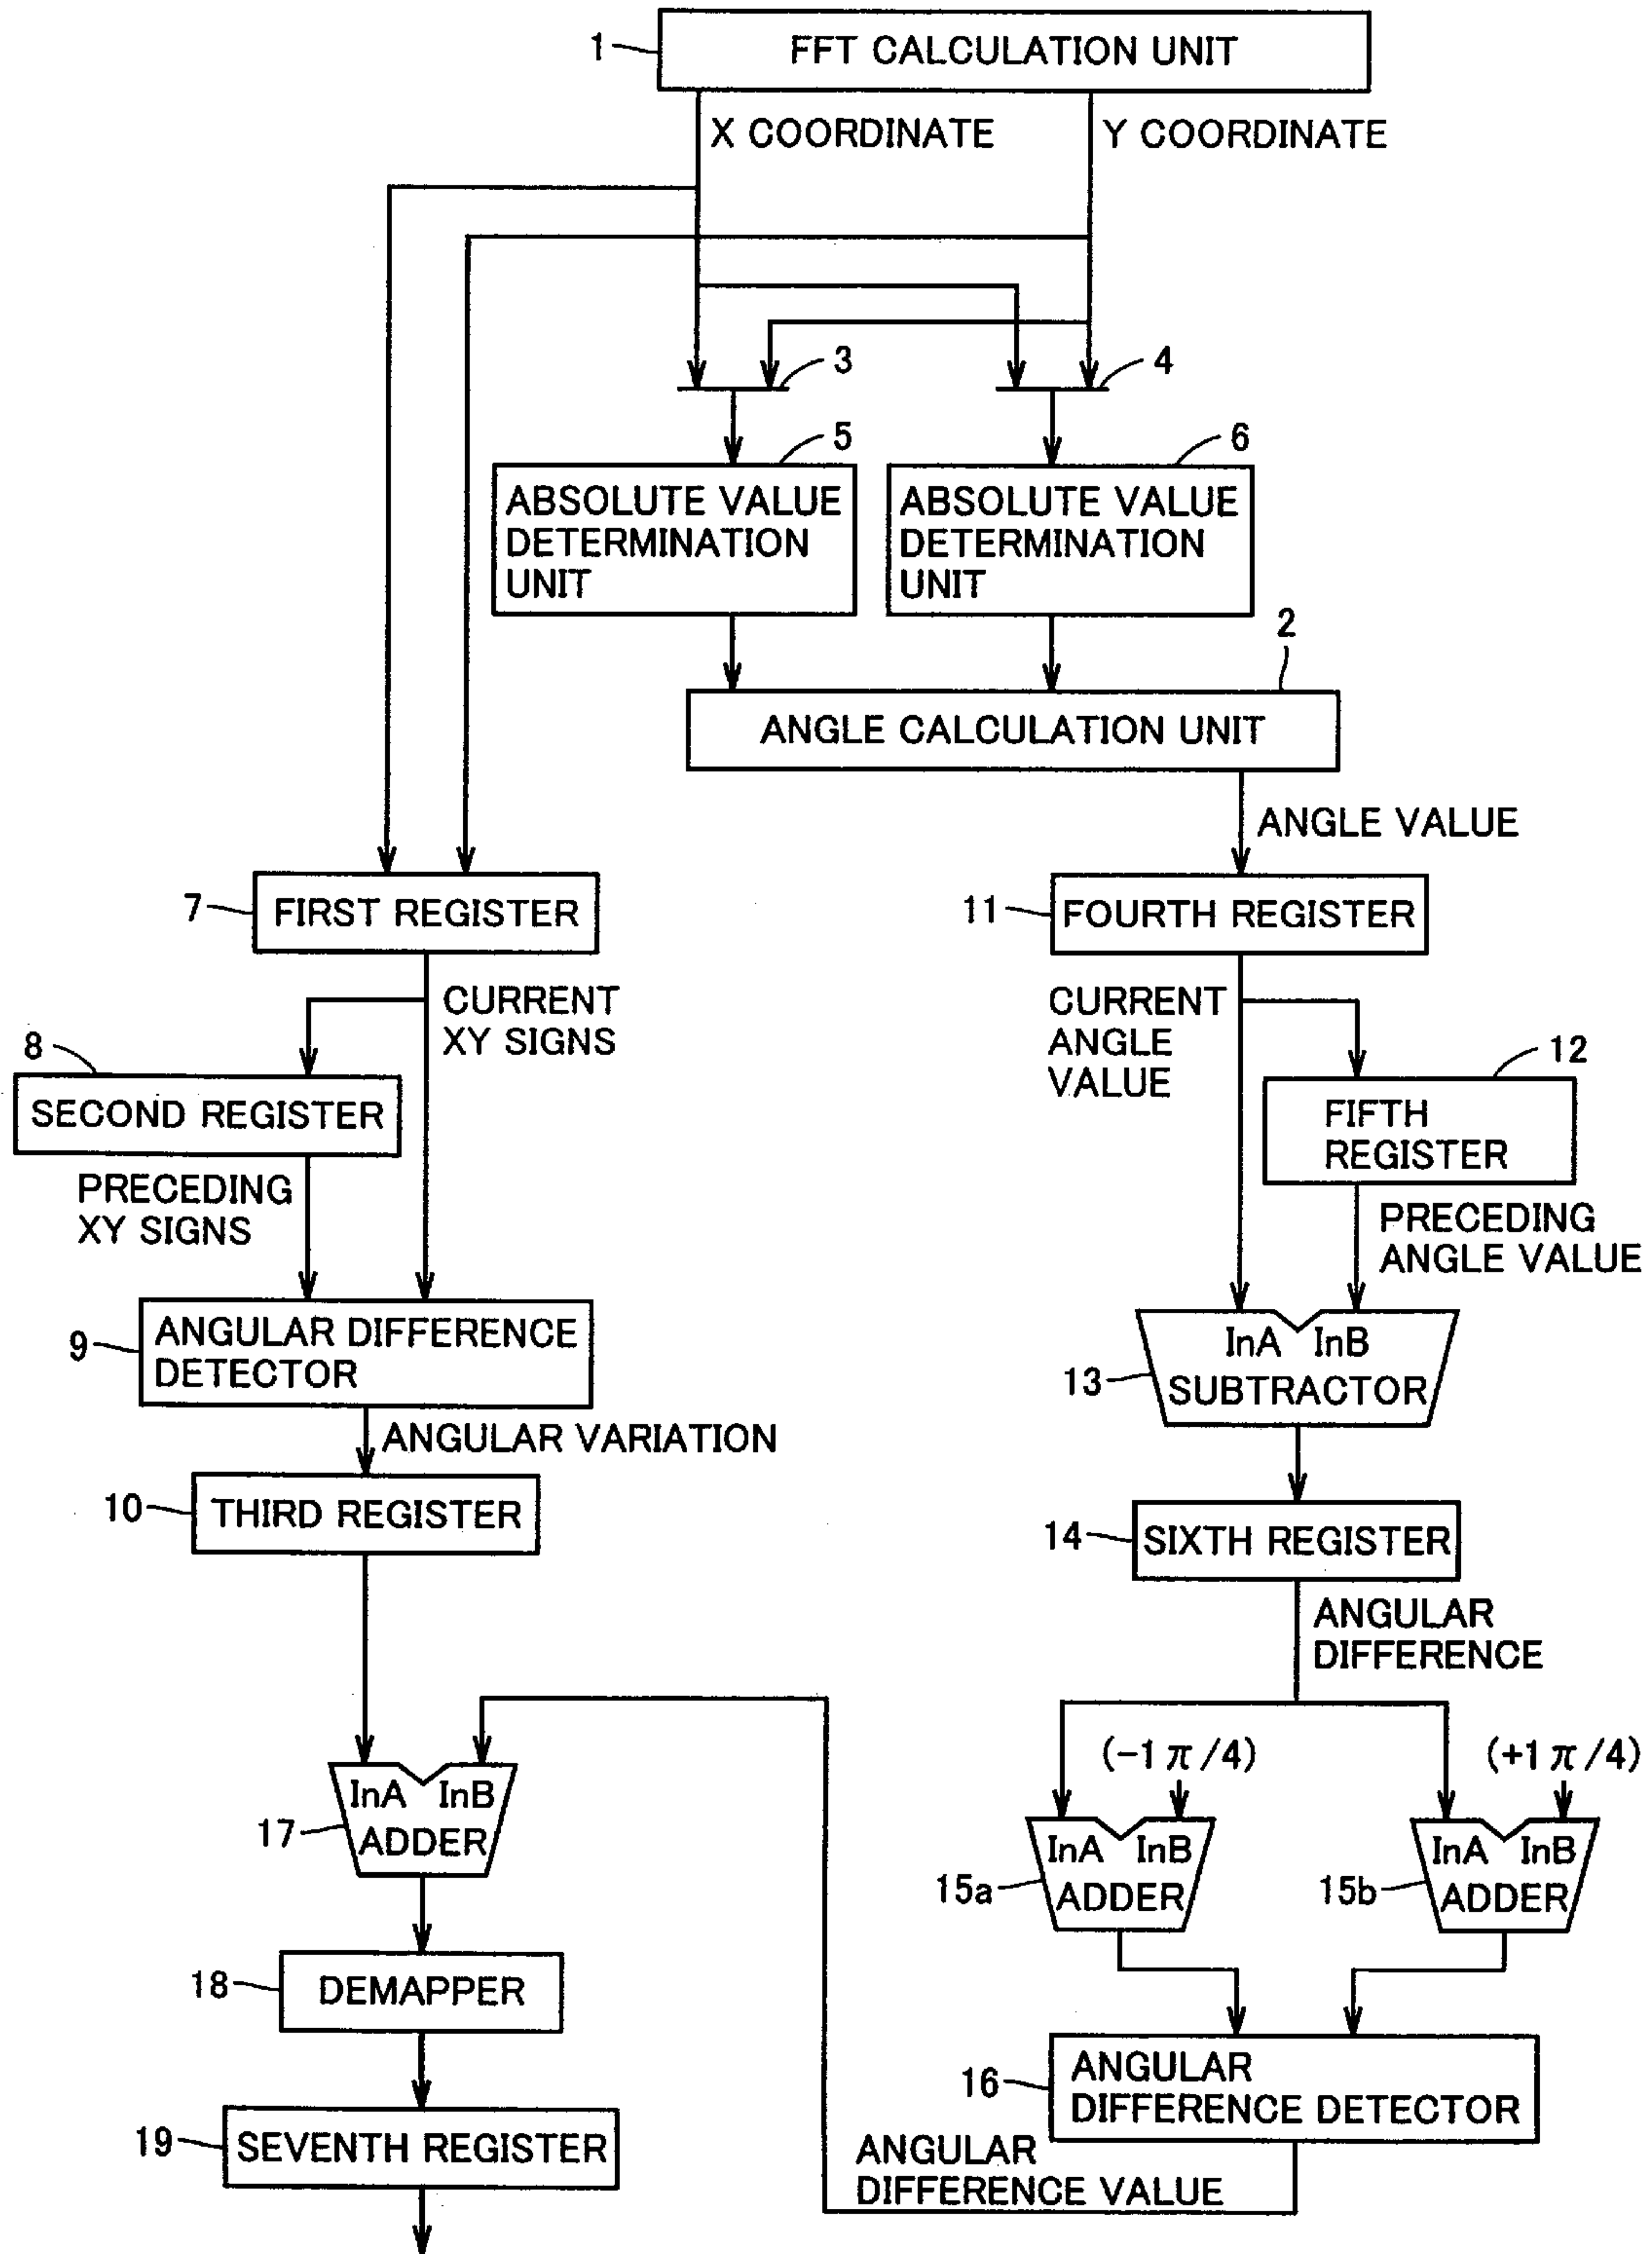 1
FFT CALCULATION UNIT
X COORDINATE
Y COORDINATE
3
4
5
6
ABSOLUTE VALUE
DETERMINATION
UNIT
ABSOLUTE VALUE
DETERMINATION
UNIT
2
ANGLE CALCULATION UNIT
ANGLE VALUE
7
FIRST REGISTER
11
FOURTH REGISTER
CURRENT
XY SIGNS
CURRENT
ANGLE
VALUE
8
SECOND REGISTER
12
FIFTH
REGISTER
PRECEDING
XY SIGNS
PRECEDING
ANGLE VALUE
9
ANGULAR DIFFERENCE
DETECTOR
InA InB
13
SUBTRACTOR
ANGULAR VARIATION
10
THIRD REGISTER
14
SIXTH REGISTER
ANGULAR
DIFFERENCE
(-1π/4)
(+1π/4)
InA InB
17
ADDER
InA InB
15a
ADDER
InA InB
15b
ADDER
18
DEMAPPER
16
ANGULAR
DIFFERENCE DETECTOR
19
SEVENTH REGISTER
ANGULAR
DIFFERENCE VALUE